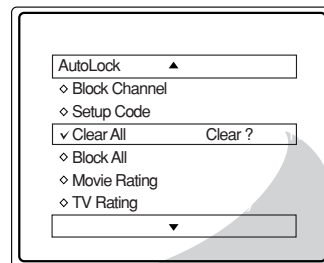 AutoLock ▲
◇ Block Channel
◇ Setup Code
✓ Clear All Clear ?
◇ Block All
◇ Movie Rating
◇ TV Rating
▼